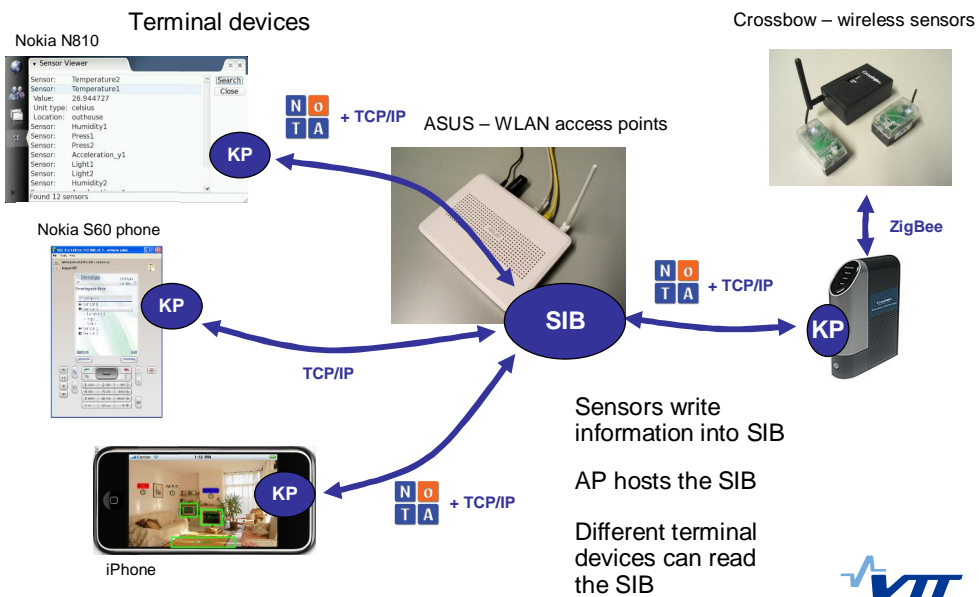 Terminal devices
Crossbow – wireless sensors
Nokia N810
Sensor Viewer
Sensor: Temperature2
Search
Sensor: Temperature1
Close
Value: 26.944727
Unit type: celsius
Location: outhouse
Sensor: Humidity1
Sensor: Press1
Sensor: Press2
Sensor: Acceleration_y1
Sensor: Light1
Sensor: Light2
Sensor: Humidity2
Found 12 sensors
KP
N o
T A
+ TCP/IP
ASUS – WLAN access points
ZigBee
Nokia S60 phone
KP
TCP/IP
SIB
N o
T A
+ TCP/IP
KP
Sensors write
information into SIB
AP hosts the SIB
Different terminal
devices can read
the SIB
1:51 PM
KP
N o
T A
+ TCP/IP
iPhone
VTT